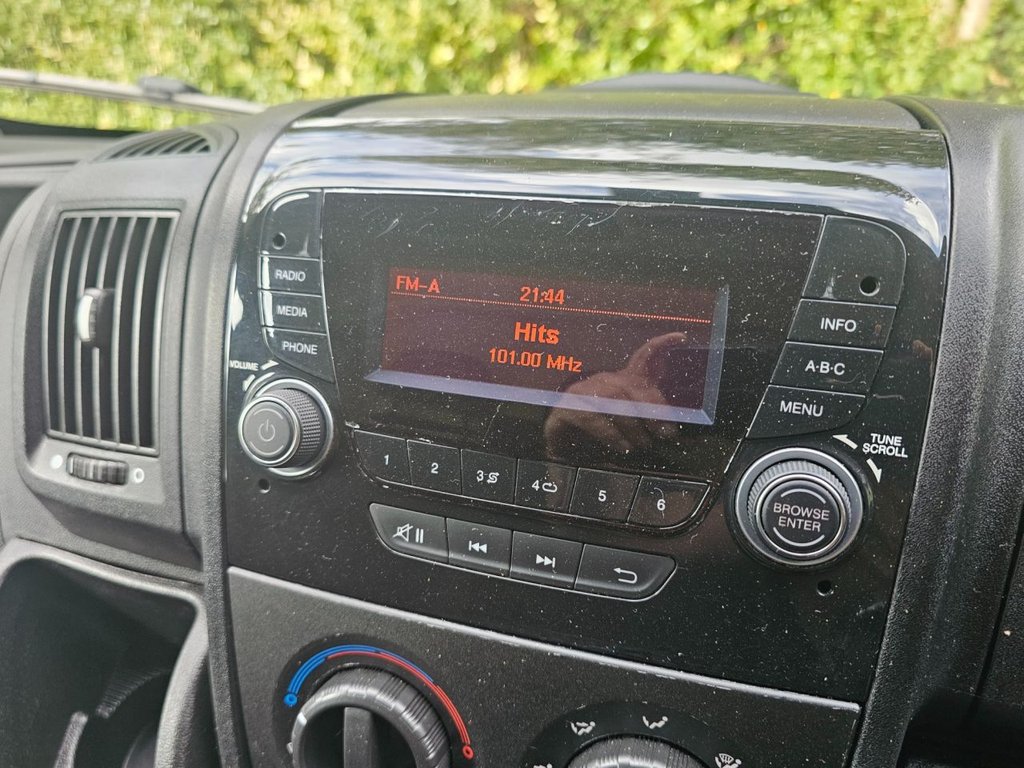 FM-A
21:44
Hits
101.00 MHz
RADIO
MEDIA
PHONE
VOLUME
INFO
A·B·C
MENU
TUNE
SCROLL
BROWSE
ENTER
1
2
3
4
5
6